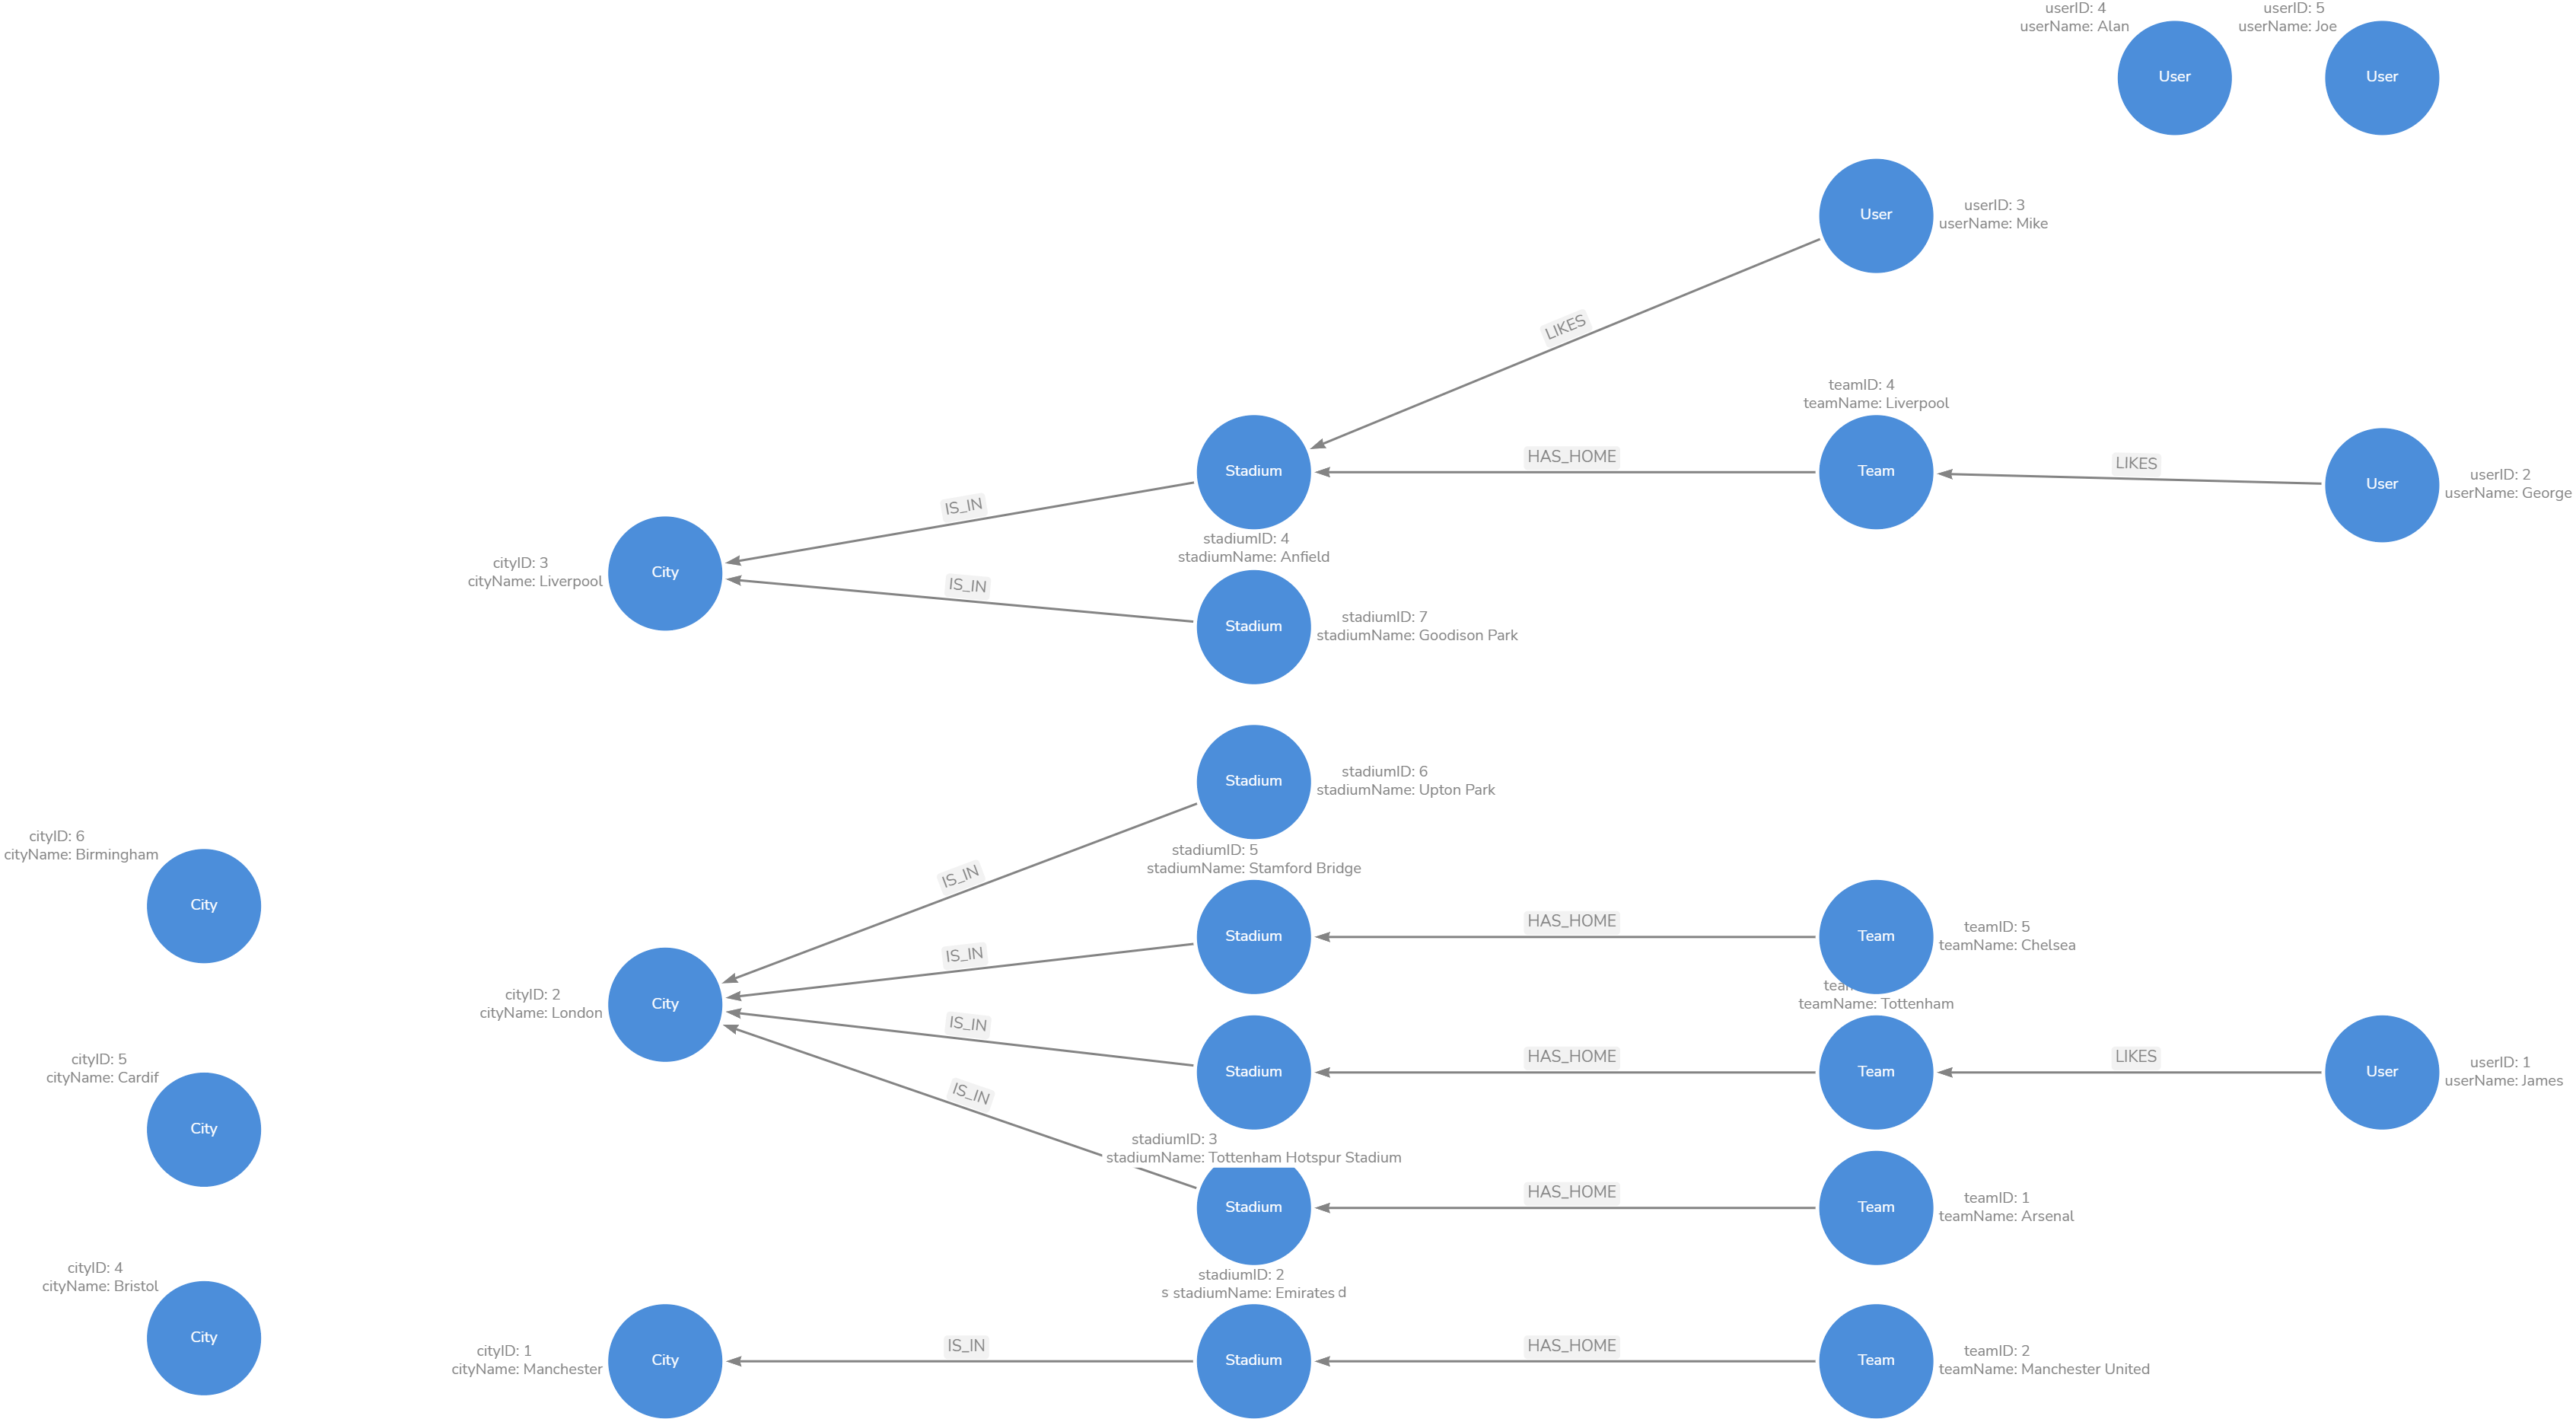 userID: 4
userName: Alan
userID: 5
userName: Joe
User
User
User
userID: 3
userName: Mike
LIKES
teamID: 4
teamName: Liverpool
Stadium
HAS_HOME
Team
LIKES
User
userID: 2
userName: George
IS_IN
stadiumID: 4
stadiumName: Anfield
cityID: 3
cityName: Liverpool
City
IS_IN
Stadium
stadiumID: 7
stadiumName: Goodison Park
Stadium
stadiumID: 6
stadiumName: Upton Park
cityID: 6
cityName: Birmingham
City
IS_IN
stadiumID: 5
stadiumName: Stamford Bridge
Stadium
HAS_HOME
Team
teamID: 5
teamName: Chelsea
IS_IN
cityID: 2
cityName: London
City
teamName: Tottenham
IS_IN
Stadium
HAS_HOME
Team
LIKES
User
userID: 1
userName: James
cityID: 5
cityName: Cardif
City
IS_IN
stadiumID: 3
stadiumName: Tottenham Hotspur Stadium
Stadium
HAS_HOME
Team
teamID: 1
teamName: Arsenal
cityID: 4
cityName: Bristol
City
stadiumID: 2
stadiumName: Emirates
cityID: 1
cityName: Manchester
City
IS_IN
Stadium
HAS_HOME
Team
teamID: 2
teamName: Manchester United